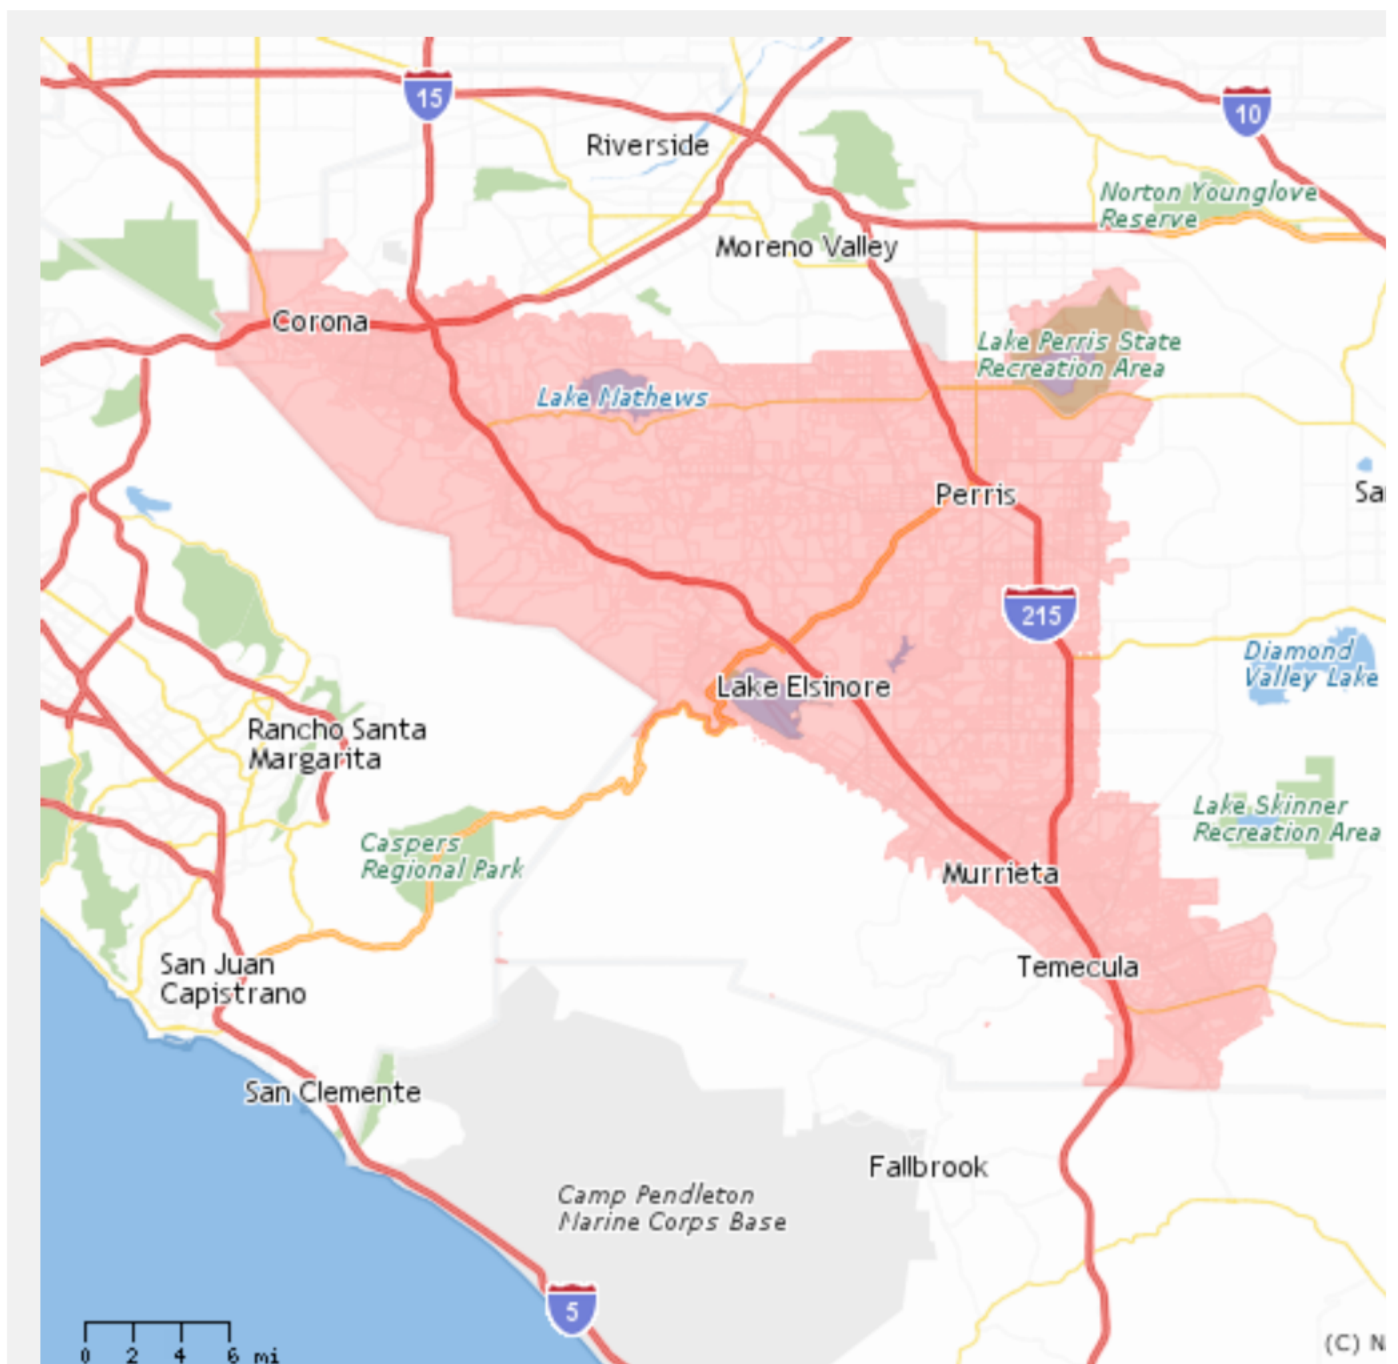 15
10
Riverside
Norton Younglove
Reserve
Moreno Valley
Corona
Lake Perris State
Recreation Area
Lake Mathews
Perris
Sa
215
Diamond
Valley Lake
Lake Elsinore
Rancho Santa
Margarita
Lake Skinner
Recreation Area
Caspers
Regional Park
Murrieta
San Juan
Capistrano
Temecula
San Clemente
Fallbrook
Camp Pendleton
Marine Corps Base
5
0 2 4 6 mi
(C) N